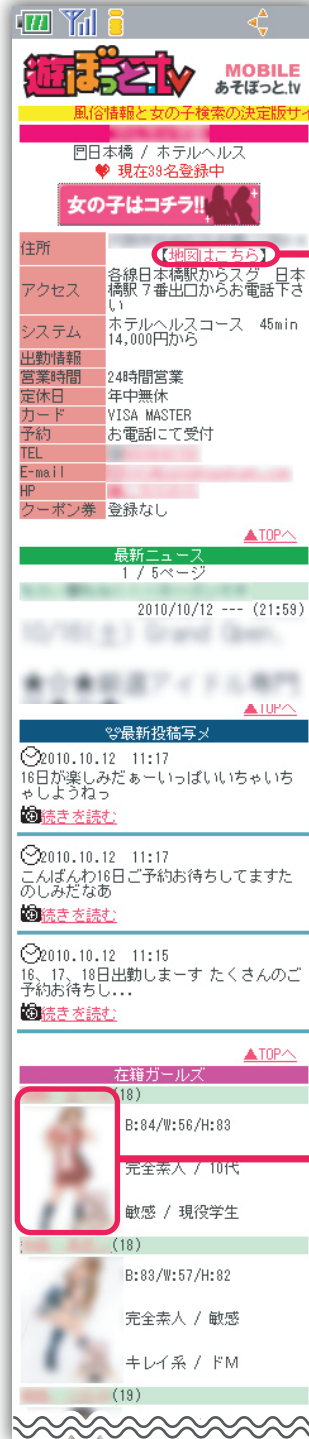 遊ぼっとTV
MOBILE
あそぼっと.tv
風俗情報と女の子検索の決定版サイ
日本橋 / ホテルヘルス
現在39名登録中
女の子はコチラ!!
住所
【地図はこちら】
アクセス 各線日本橋駅からスグ 日本
橋駅７番出口からお電話下さ
い
システム ホテルヘルスコース 45min
14,000円から
出勤情報
営業時間 24時間営業
定休日 年中無休
カード VISA MASTER
予約 お電話にて受付
TEL
E-mail
HP
クーポン券 登録なし
▲TOPへ
最新ニュース
1 / 5ページ
2010/10/12 --- (21:59)
▲TOPへ
最新投稿写メ
2010.10.12 11:17
16日が楽しみだぁーいっぱいいちゃいち
ゃしようねっ
続きを読む
2010.10.12 11:17
こんばんわ16日ご予約お待ちしてますた
のしみだなあ
続きを読む
2010.10.12 11:15
16、17、18日出勤しまーす たくさんのご
予約お待ちし...
続きを読む
▲TOPへ
在籍ガールズ
(18)
B:84/W:56/H:83
完全素人 / 10代
敏感 / 現役学生
(18)
B:83/W:57/H:82
完全素人 / 敏感
キレイ系 / ドM
(19)